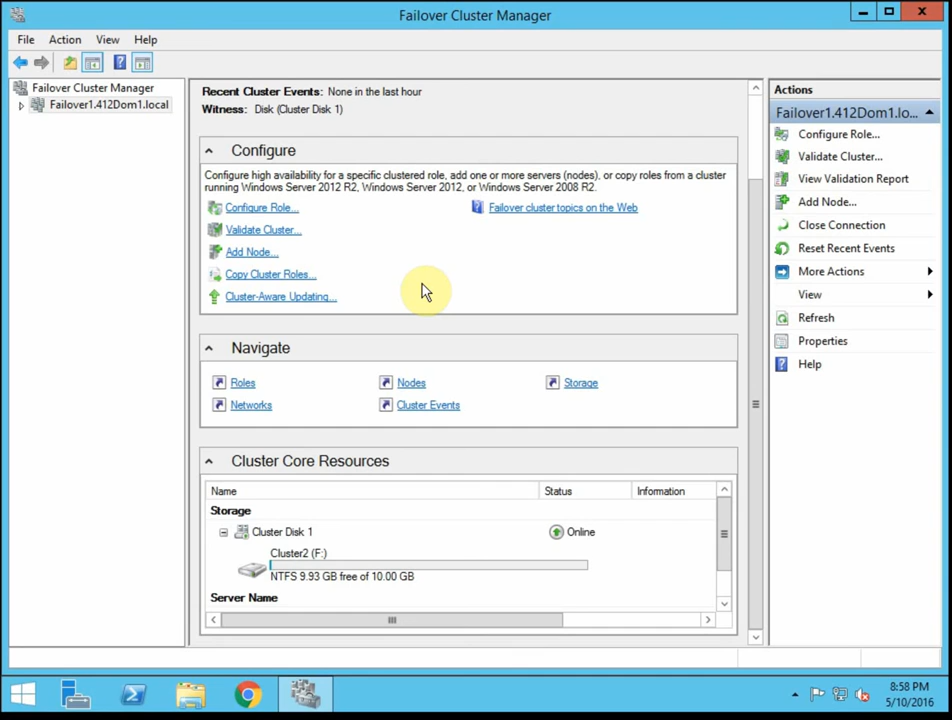 Failover Cluster Manager
File Action View Help
Failover Cluster Manager
Failover1.412Dom1.local
Recent Cluster Events: None in the last hour
Witness: Disk (Cluster Disk 1)
Configure
Configure high availability for a specific clustered role, add one or more servers (nodes), or copy roles from a cluster
running Windows Server 2012 R2, Windows Server 2012, or Windows Server 2008 R2.
Configure Role...
Failover cluster topics on the Web
Validate Cluster...
Add Node...
Copy Cluster Roles...
Cluster-Aware Updating...
Navigate
Roles Nodes Storage
Networks Cluster Events
Cluster Core Resources
Name Status Information
Storage
Cluster Disk 1 Online
Cluster2 (F:)
NTFS 9.93 GB free of 10.00 GB
Server Name
Actions
Failover1.412Dom1.lo...
Configure Role...
Validate Cluster...
View Validation Report
Add Node...
Close Connection
Reset Recent Events
More Actions
View
Refresh
Properties
Help
8:58 PM
5/10/2016